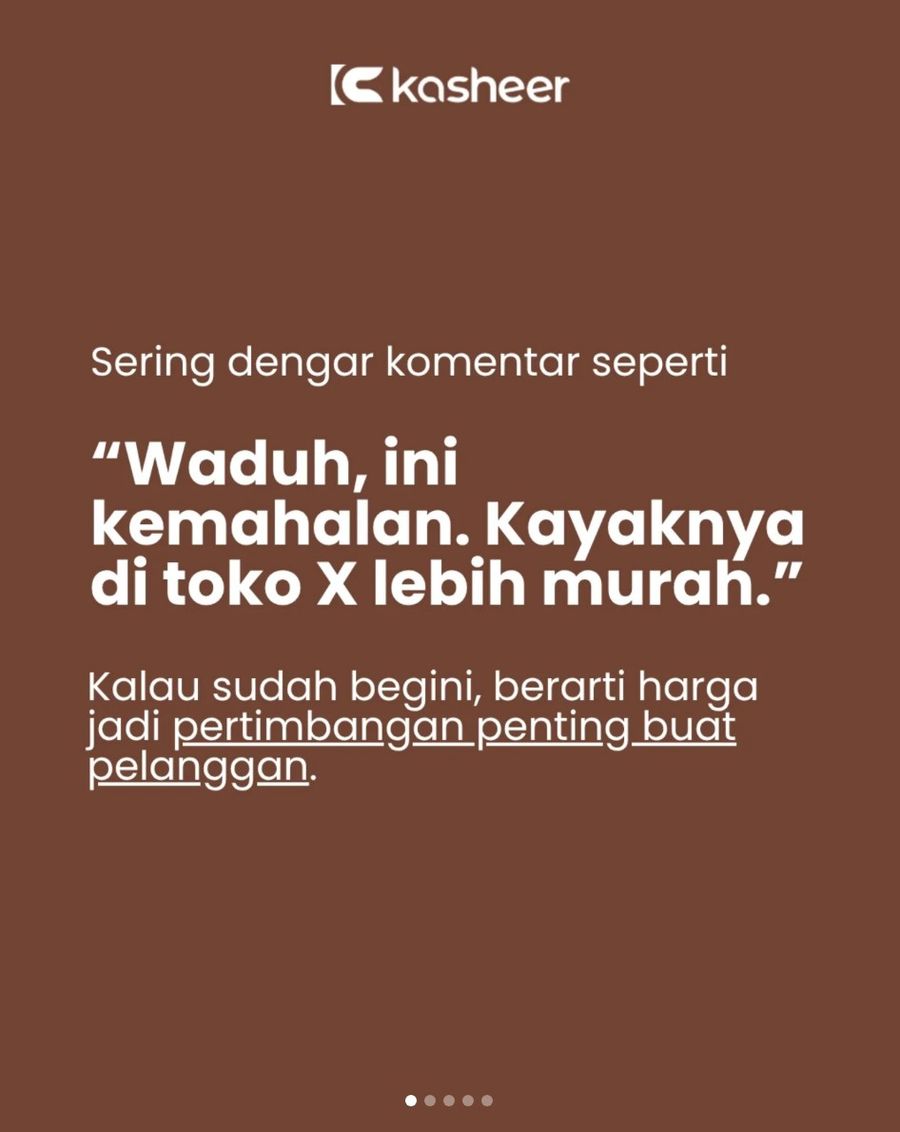 kasheer
Sering dengar komentar seperti
“Waduh, ini
kemahalan. Kayaknya
di toko X lebih murah.”
Kalau sudah begini, berarti harga
jadi pertimbangan penting buat
pelanggan.